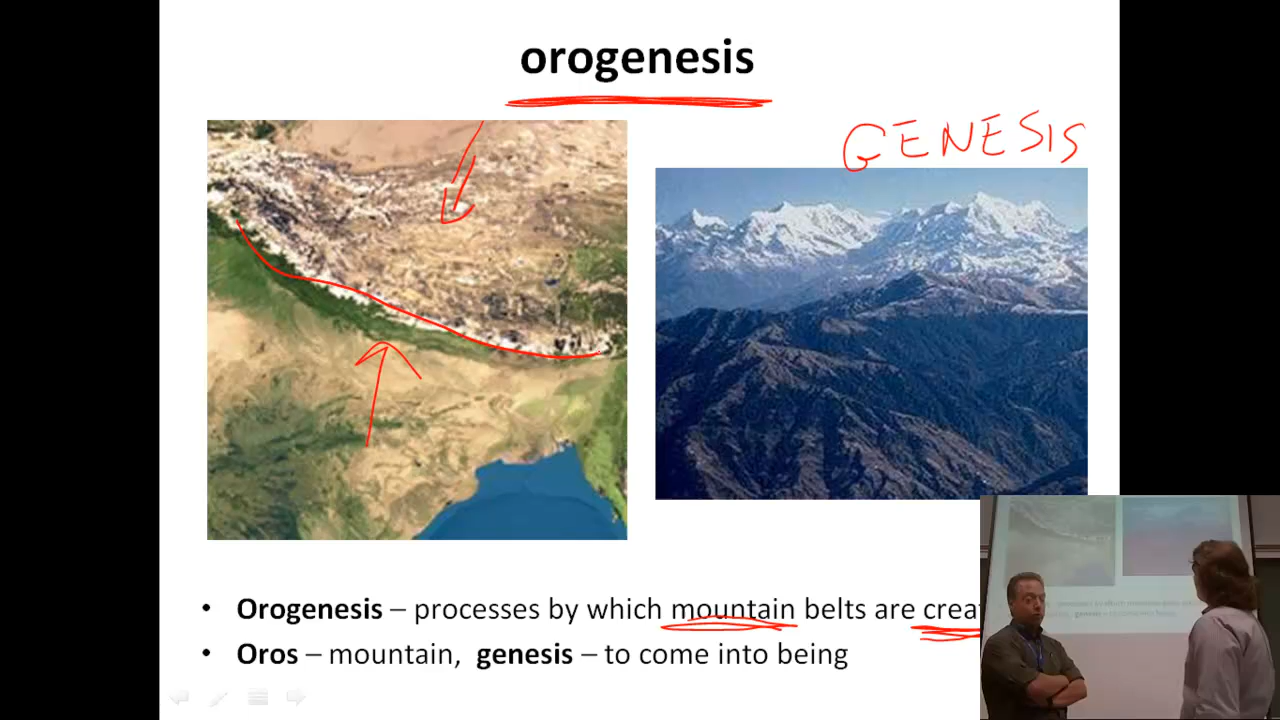 orogenesis
GENESIS
• Orogenesis – processes by which mountain belts are crea
• Oros – mountain, genesis – to come into being